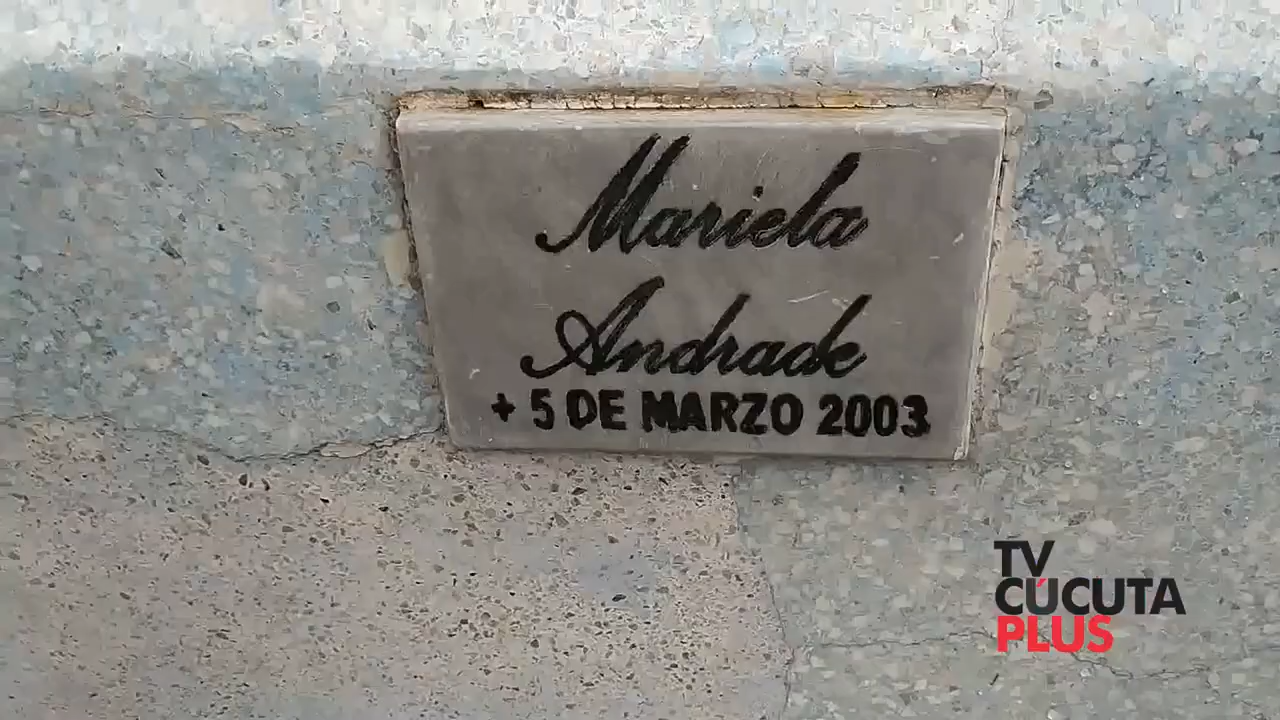 Mariela
Andrade
+ 5 DE MARZO 2003
TV
CÚCUTA
PLUS